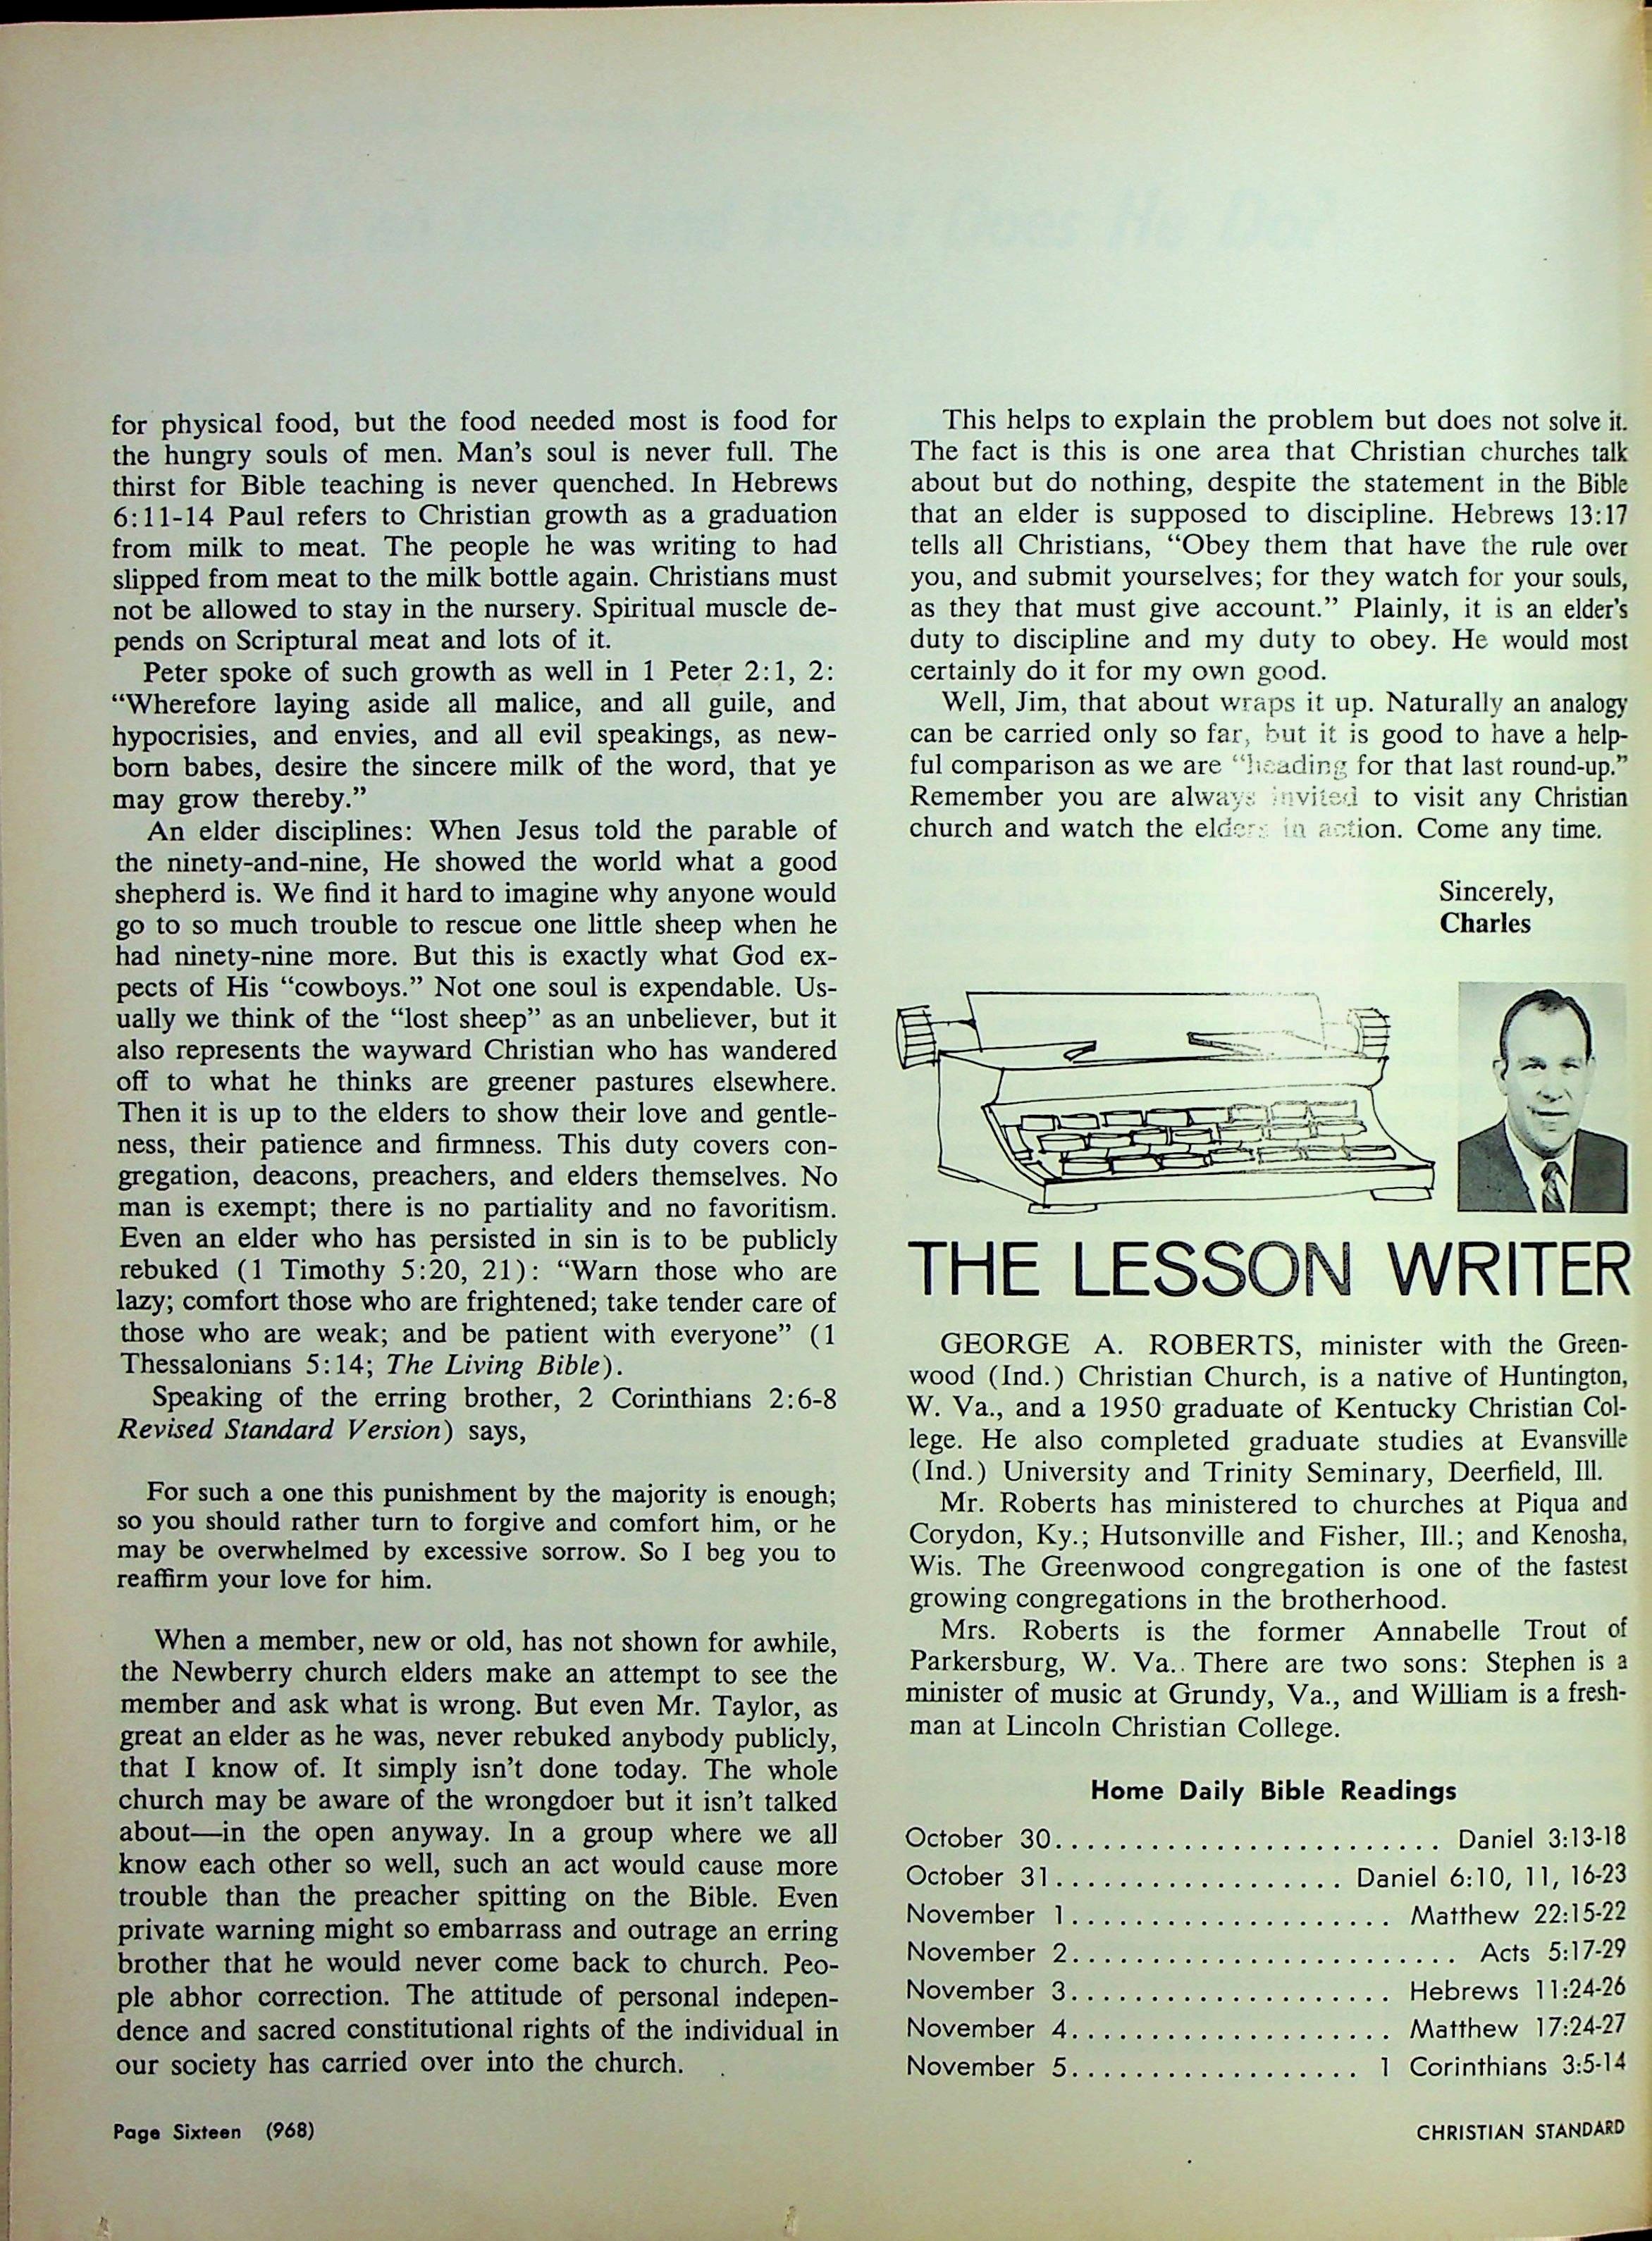 for physical food, but the food needed most is food for
the hungry souls of men. Man's soul is never full. The
thirst for Bible teaching is never quenched. In Hebrews
6:11-14 Paul refers to Christian growth as a graduation
from milk to meat. The people he was writing to had
slipped from meat to the milk bottle again. Christians must
not be allowed to stay in the nursery. Spiritual muscle de-
pends on Scriptural meat and lots of it.
Peter spoke of such growth as well in 1 Peter 2:1, 2:
“Wherefore laying aside all malice, and all guile, and
hypocrisies, and envies, and all evil speakings, as new-
born babes, desire the sincere milk of the word, that ye
may grow thereby.”
An elder disciplines: When Jesus told the parable of
the ninety-and-nine, He showed the world what a good
shepherd is. We find it hard to imagine why anyone would
go to so much trouble to rescue one little sheep when he
had ninety-nine more. But this is exactly what God ex-
pects of His “cowboys.” Not one soul is expendable. Us-
ually we think of the “lost sheep” as an unbeliever, but it
also represents the wayward Christian who has wandered
off to what he thinks are greener pastures elsewhere.
Then it is up to the elders to show their love and gentle-
ness, their patience and firmness. This duty covers con-
gregation, deacons, preachers, and elders themselves. No
man is exempt; there is no partiality and no favoritism.
Even an elder who has persisted in sin is to be publicly
rebuked (1 Timothy 5:20, 21): “Warn those who are
lazy; comfort those who are frightened; take tender care of
those who are weak; and be patient with everyone” (1
Thessalonians 5:14; The Living Bible).
Speaking of the erring brother, 2 Corinthians 2:6-8
Revised Standard Version) says,
For such a one this punishment by the majority is enough;
so you should rather turn to forgive and comfort him, or he
may be overwhelmed by excessive sorrow. So I beg you to
reaffirm your love for him.
When a member, new or old, has not shown for awhile,
the Newberry church elders make an attempt to see the
member and ask what is wrong. But even Mr. Taylor, as
great an elder as he was, never rebuked anybody publicly,
that I know of. It simply isn't done today. The whole
church may be aware of the wrongdoer but it isn't talked
about—in the open anyway. In a group where we all
know each other so well, such an act would cause more
trouble than the preacher spitting on the Bible. Even
private warning might so embarrass and outrage an erring
brother that he would never come back to church. Peo-
ple abhor correction. The attitude of personal indepen-
dence and sacred constitutional rights of the individual in
our society has carried over into the church.
This helps to explain the problem but does not solve it.
The fact is this is one area that Christian churches talk
about but do nothing, despite the statement in the Bible
that an elder is supposed to discipline. Hebrews 13:17
tells all Christians, “Obey them that have the rule over
you, and submit yourselves; for they watch for your souls,
as they that must give account.” Plainly, it is an elder's
duty to discipline and my duty to obey. He would most
certainly do it for my own good.
Well, Jim, that about wraps it up. Naturally an analogy
can be carried only so far, but it is good to have a help-
ful comparison as we are “heading for that last round-up.”
Remember you are always invited to visit any Christian
church and watch the elders in action. Come any time.
Sincerely,
Charles
THE LESSON WRITER
GEORGE A. ROBERTS, minister with the Green-
wood (Ind.) Christian Church, is a native of Huntington,
W. Va., and a 1950 graduate of Kentucky Christian Col-
lege. He also completed graduate studies at Evansville
(Ind.) University and Trinity Seminary, Deerfield, Ill.
Mr. Roberts has ministered to churches at Piqua and
Corydon, Ky.; Hutsonville and Fisher, Ill.; and Kenosha,
Wis. The Greenwood congregation is one of the fastest
growing congregations in the brotherhood.
Mrs. Roberts is the former Annabelle Trout of
Parkersburg, W. Va.. There are two sons: Stephen is a
minister of music at Grundy, Va., and William is a fresh-
man at Lincoln Christian College.
Home Daily Bible Readings
October 30........................ Daniel 3:13-18
October 31.................. Daniel 6:10, 11, 16-23
November 1.................... Matthew 22:15-22
November 2........................ Acts 5:17-29
November 3.................... Hebrews 11:24-26
November 4.................... Matthew 17:24-27
November 5.................. 1 Corinthians 3:5-14
Page Sixteen (968)
CHRISTIAN STANDARD